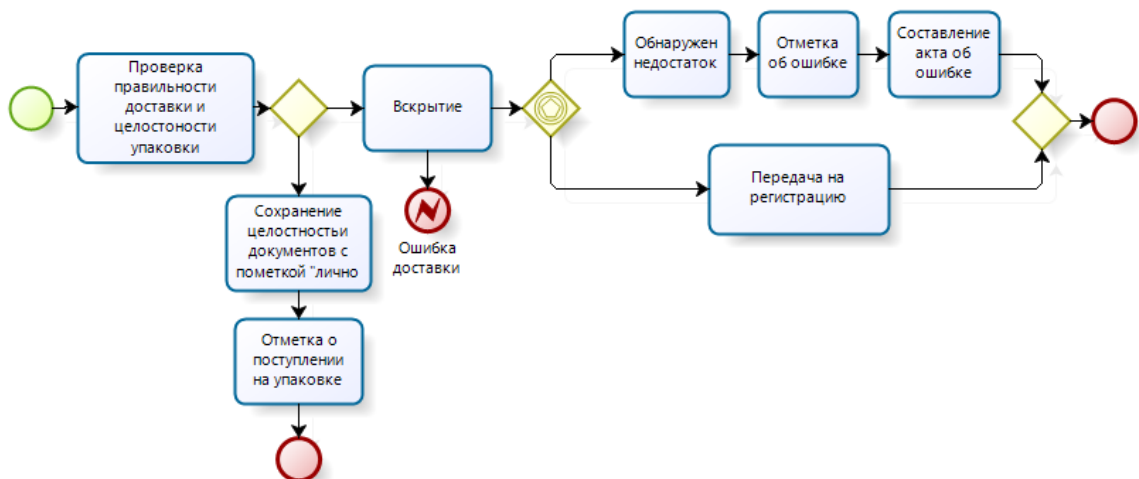 Проверка
правильности
доставки и
целостоности
упаковки
Вскрытие
Обнаружен
недостаток
Отметка
об ошибке
Составление
акта об
ошибке
Передача на
регистрацию
Сохранение
целостностьи
документов с
пометкой "лично
Ошибка
доставки
Отметка о
поступлении
на упаковке